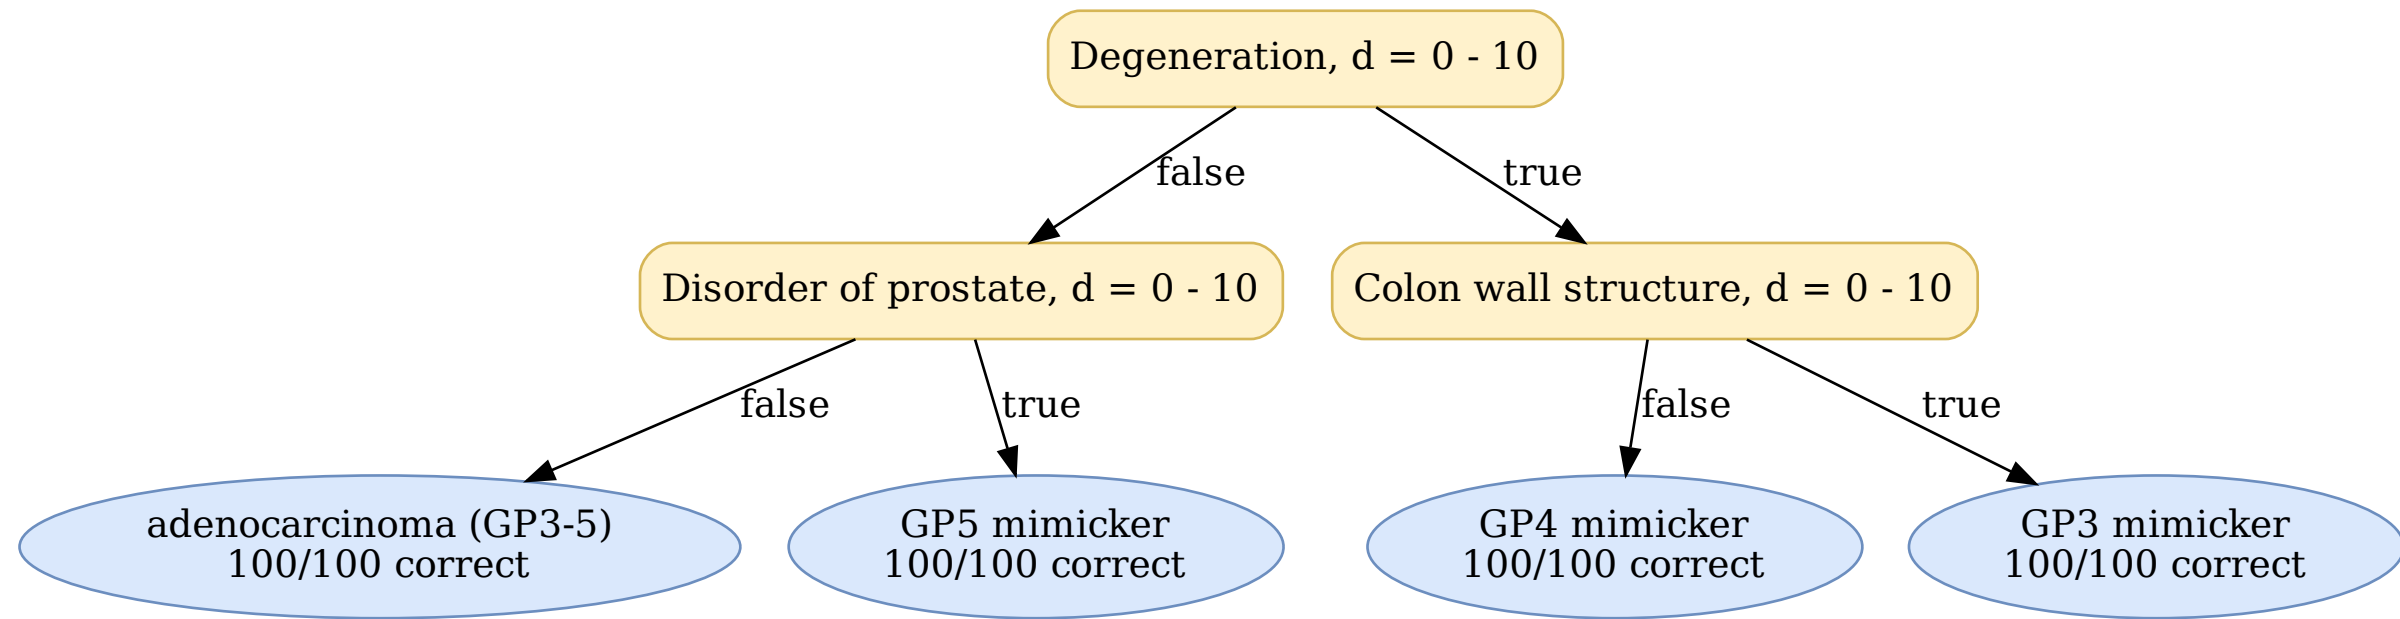 Degeneration, d = 0 - 10
false
true
Disorder of prostate, d = 0 - 10
Colon wall structure, d = 0 - 10
false
true
false
true
adenocarcinoma (GP3-5)
100/100 correct
GP5 mimicker
100/100 correct
GP4 mimicker
100/100 correct
GP3 mimicker
100/100 correct